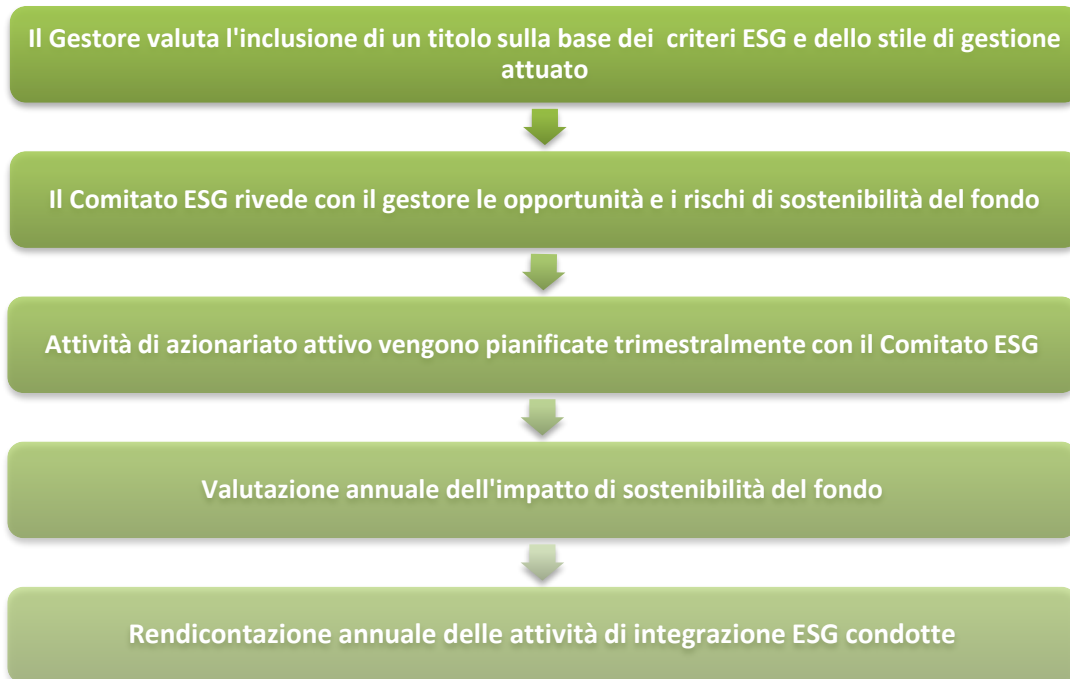 Il Gestore valuta l'inclusione di un titolo sulla base dei criteri ESG e dello stile di gestione
attuato
Il Comitato ESG rivede con il gestore le opportunità e i rischi di sostenibilità del fondo
Attività di azionariato attivo vengono pianificate trimestralmente con il Comitato ESG
Valutazione annuale dell'impatto di sostenibilità del fondo
Rendicontazione annuale delle attività di integrazione ESG condotte